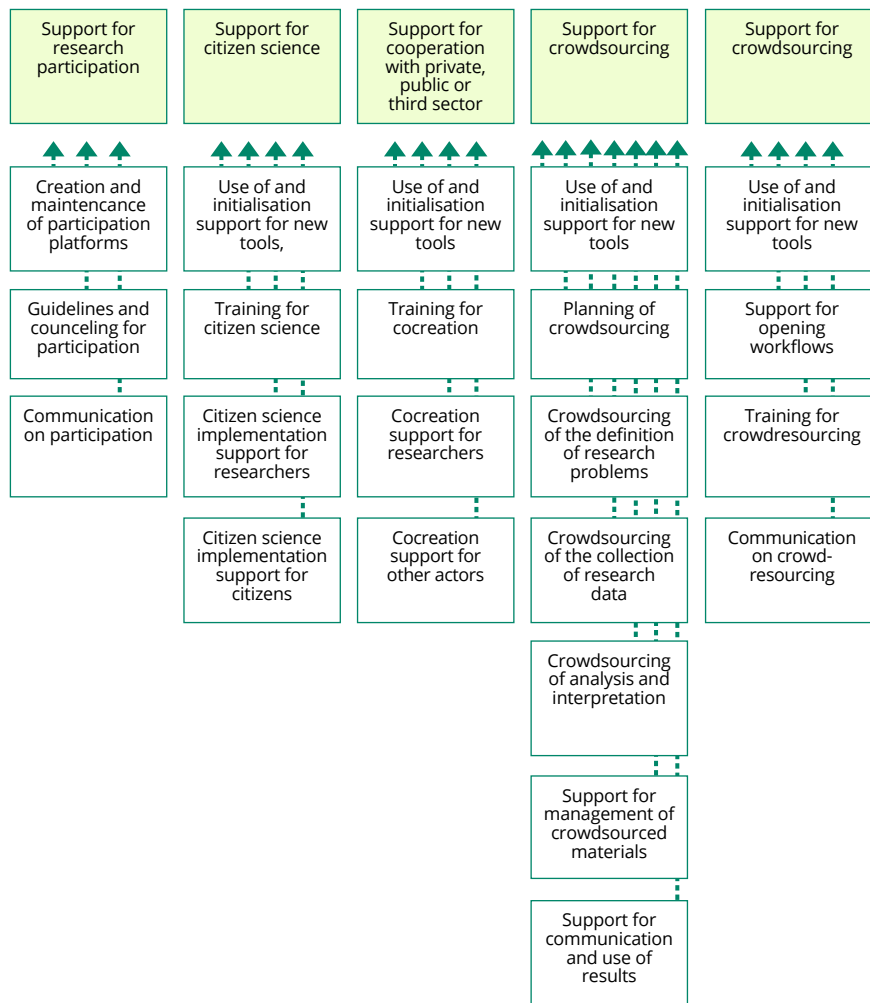 Support for
research
participation
Support for
citizen science
Support for
cooperation
with private,
public or
third sector
Support for
crowdsourcing
Support for
crowdsourcing
Creation and
maintencance
of participation
platforms
Use of and
initialisation
support for new
tools,
Use of and
initialisation
support for new
tools
Use of and
initialisation
support for new
tools
Use of and
initialisation
support for new
tools
Guidelines and
counceling for
participation
Training for
citizen science
Training for
cocreation
Planning of
crowdsourcing
Support for
opening
workflows
Communication
on participation
Citizen science
implementation
support for
researchers
Cocreation
support for
researchers
Crowdsourcing
of the definition
of research
problems
Training for
crowdresourcing
Citizen science
implementation
support for
citizens
Cocreation
support for
other actors
Crowdsourcing
of the collection
of research
data
Communication
on crowd-
resourcing
Crowdsourcing
of analysis and
interpretation
Support for
management of
crowdsourced
materials
Support for
communication
and use of
results